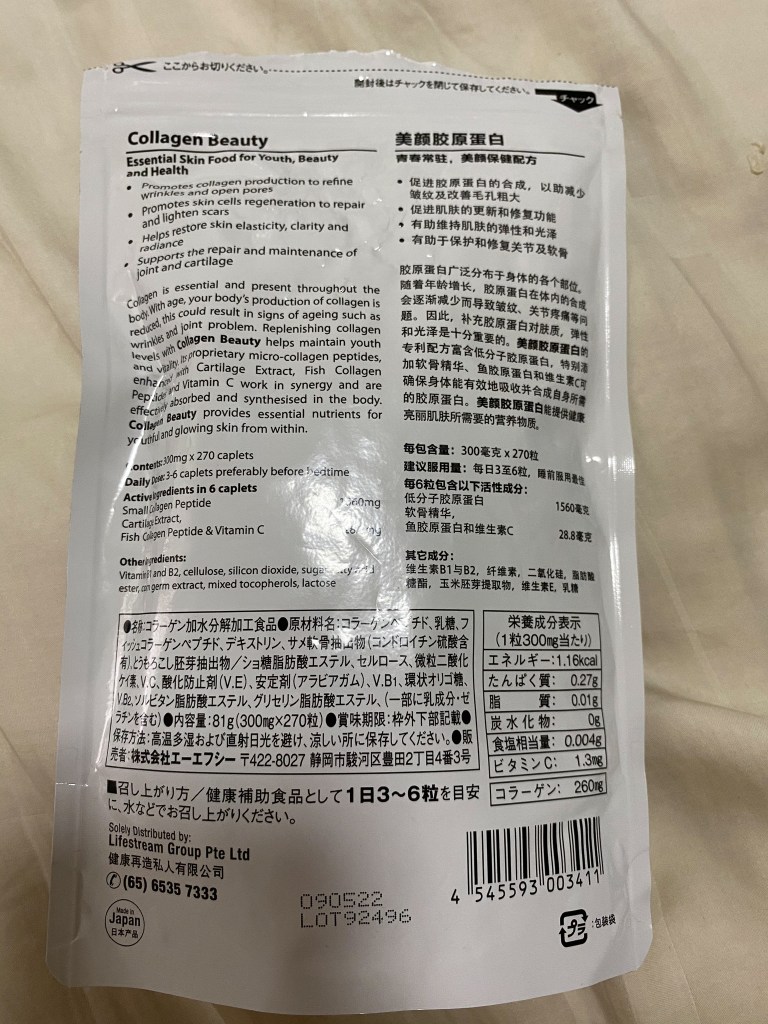 ここからお切りください。
開封後はチャックを閉じて保存してください。
チャック
Collagen Beauty
Essential Skin Food for Youth, Beauty
and Health
• Promotes collagen production to refine
wrinkles and open pores
• Promotes skin cells regeneration to repair
and lighten scars
• Helps restore skin elasticity, clarity and
radiance
• Supports the repair and maintenance of
joint and cartilage
Collagen is essential and present throughout the
body. With age, your body's production of collagen is
reduced, this could result in signs of ageing such as
wrinkles and joint problem. Replenishing collagen
levels with Collagen Beauty helps maintain youth
and vitality. Its proprietary micro-collagen peptides,
enhanced with Cartilage Extract, Fish Collagen
Peptide and Vitamin C work in synergy and are
effectively absorbed and synthesised in the body.
Collagen Beauty provides essential nutrients for
youthful and glowing skin from within.
Contents: 300mg x 270 caplets
Daily Dose: 3-6 caplets preferably before bedtime
Active Ingredients in 6 caplets
Small Collagen Peptide
Cartilage Extract,
Fish Collagen Peptide & Vitamin C
Other Ingredients:
Vitamin B1 and B2, cellulose, silicon dioxide, fatty acid
ester, corn germ extract, mixed tocopherols, lactose
美颜胶原蛋白
青春常驻，美颜保健配方
• 促进胶原蛋白的合成，以助减少
皱纹及改善毛孔粗大
• 促进肌肤的更新和修复功能
• 有助维持肌肤的弹性和光泽
• 有助于保护和修复关节及软骨
胶原蛋白广泛分布于身体的各个部位。
随着年龄增长，胶原蛋白在体内的合成
会逐渐减少而导致皱纹、关节疼痛等问
题。因此，补充胶原蛋白对肤质，弹性
和光泽是十分重要的。美颜胶原蛋白的
专利配方富含低分子胶原蛋白，特别添
加软骨精华、鱼胶原蛋白和维生素C可
确保身体能有效地吸收并合成自身所需
的胶原蛋白。美颜胶原蛋白能提供健康
亮丽肌肤所需要的营养物质。
每包含量：300毫克 x 270粒
建议服用量：每日3至6粒，睡前服用最佳
每6粒包含以下活性成分：
低分子胶原蛋白 1560毫克
软骨精华，
鱼胶原蛋白和维生素C 28.8毫克
其它成分：
维生素B1与B2，纤维素，二氧化硅，脂肪酸
糖酯，玉米胚芽提取物，维生素E，乳糖
●名称:コラーゲン加水分解加工食品●原材料名:コラーゲンペプチド、乳糖、フ
ィッシュコラーゲンペプチド、デキストリン、サメ軟骨抽出物(コンドロイチン硫酸含
有)、とうもろこし胚芽抽出物／ショ糖脂肪酸エステル、セルロース、微粒二酸化
ケイ素、V.C、酸化防止剤(V.E)、安定剤(アラビアガム)、V.B1、環状オリゴ糖、
V.B2、ソルビタン脂肪酸エステル、グリセリン脂肪酸エステル、(一部に乳成分・ゼ
ラチンを含む)●内容量:81g(300mg×270粒)●賞味期限:枠外下部記載●
保存方法:高温多湿および直射日光を避け、涼しい所に保存してください。●販
売者:株式会社エーエフシー 〒422-8027 静岡市駿河区豊田2丁目4番3号
栄養成分表示
(1粒300mg当たり)
エネルギー:1.16kcal
たんぱく質: 0.27g
脂 質: 0.01g
炭水化物: 0g
食塩相当量: 0.004g
ビタミンC: 1.3mg
コラーゲン: 260mg
■召し上がり方／健康補助食品として1日3〜6粒を目安
に、水などでお召し上がりください。
Solely Distributed by:
Lifestream Group Pte Ltd
健康再造私人有限公司
(65) 6535 7333
Made in
Japan
日本产品
090522
LOT92496
4 545593 003411
プラ
:包装袋